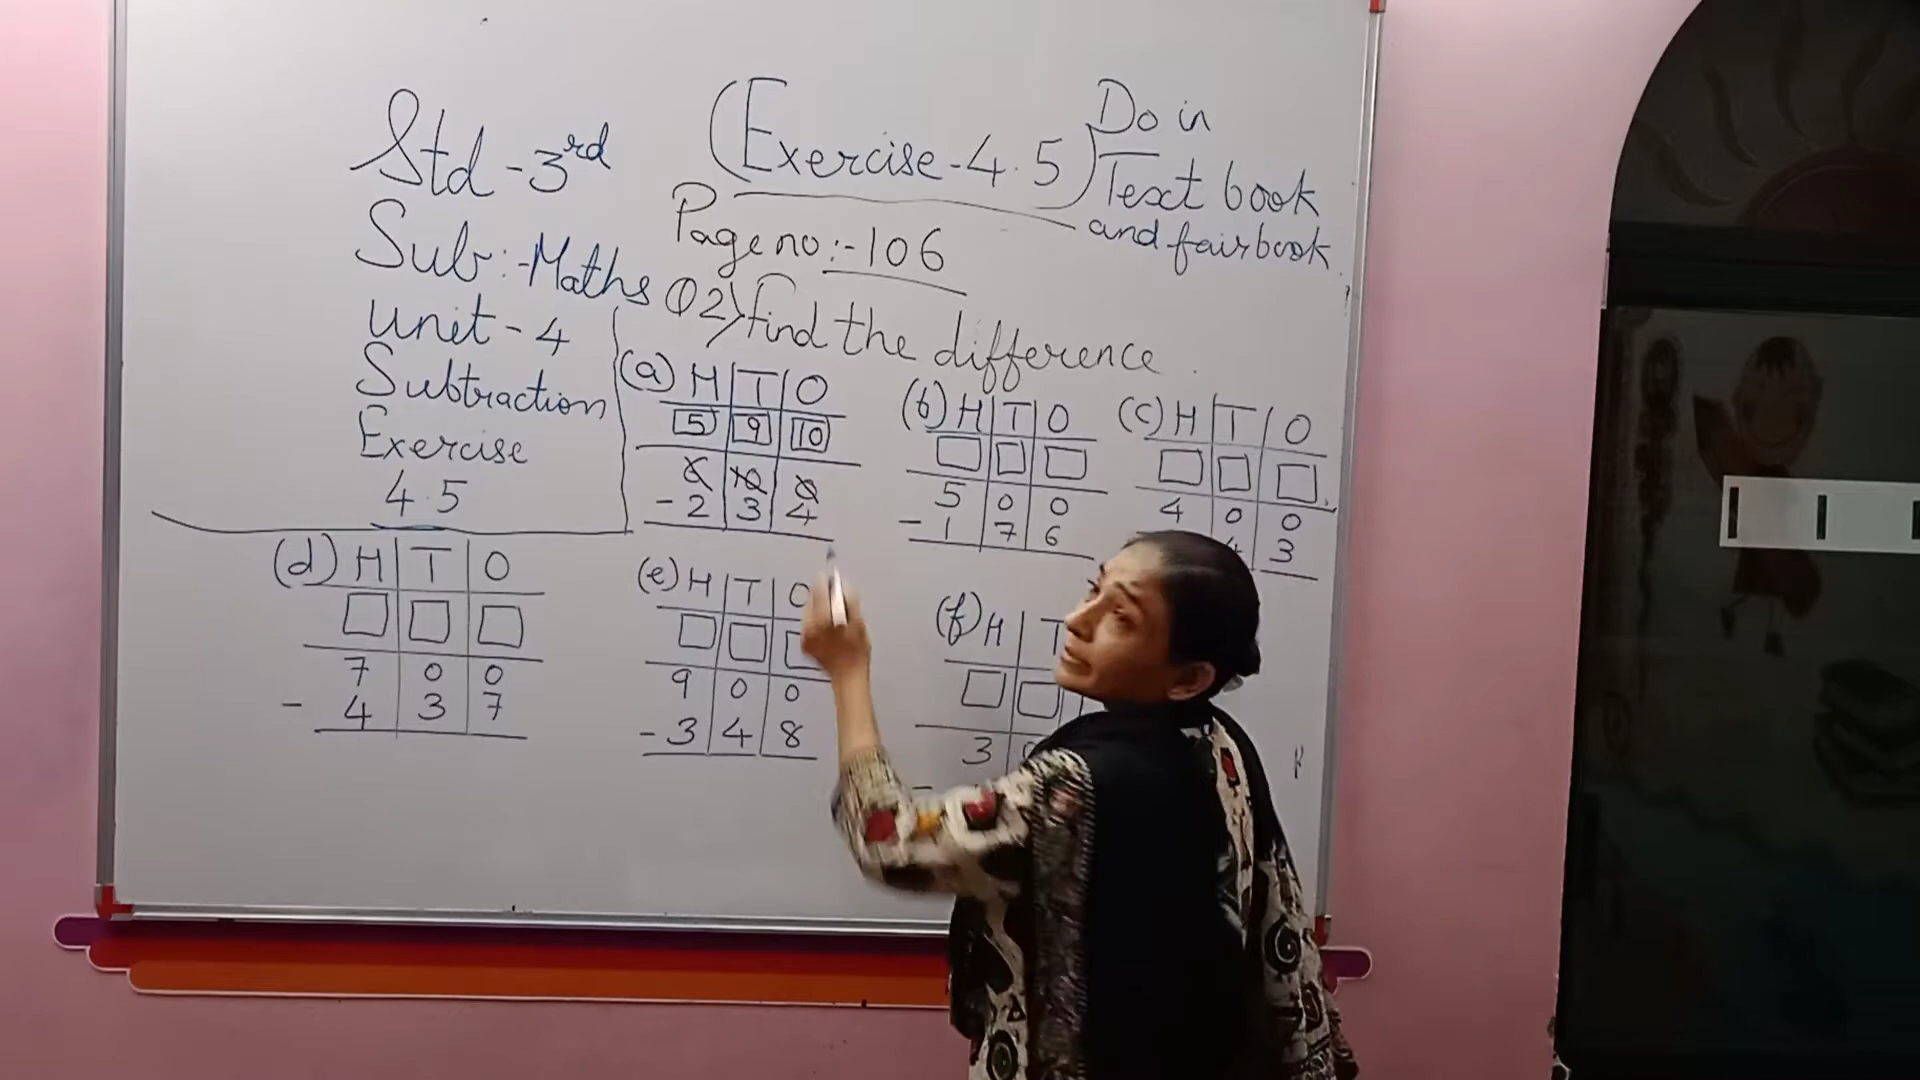 Std - 3rd
Sub :- Maths
Unit - 4
Subtraction
Exercise
4.5
(Exercise - 4.5)
Do in
Text book
and fair book.
Page no :- 106
Q2) Find the difference.
(a) H T O
5 9 10
6 10 0
- 2 3 4
(b) H T O
5 0 0
- 1 7 6
(c) H T O
4 0 0
4 3
(d) H T O
7 0 0
- 4 3 7
(e) H T O
9 0 0
- 3 4 8
(f) H T
3
-